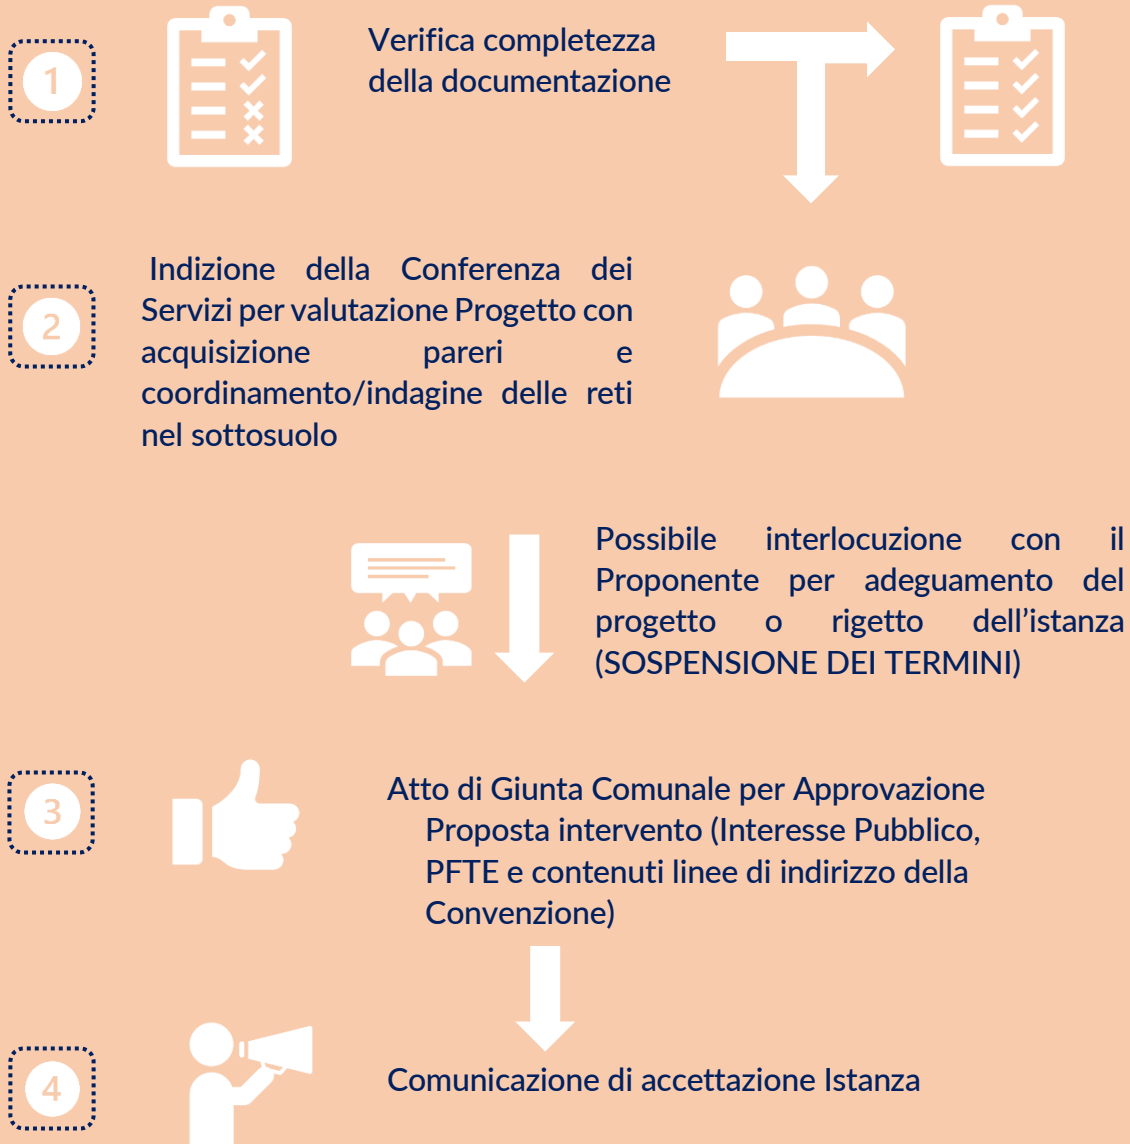 1
Verifica completezza
della documentazione
2
Indizione della Conferenza dei
Servizi per valutazione Progetto con
acquisizione pareri e
coordinamento/indagine delle reti
nel sottosuolo
Possibile interlocuzione con il
Proponente per adeguamento del
progetto o rigetto dell’istanza
(SOSPENSIONE DEI TERMINI)
3
Atto di Giunta Comunale per Approvazione
Proposta intervento (Interesse Pubblico,
PFTE e contenuti linee di indirizzo della
Convenzione)
4
Comunicazione di accettazione Istanza